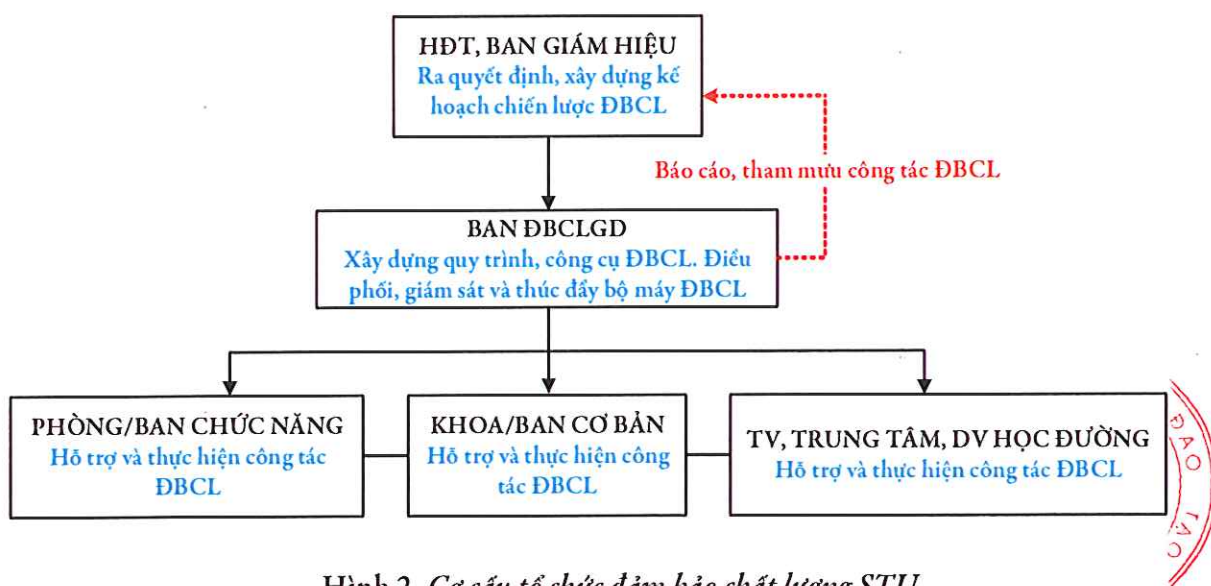 HĐT, BAN GIÁM HIỆU
Ra quyết định, xây dựng kế
hoạch chiến lược ĐBCL
Báo cáo, tham mưu công tác ĐBCL
BAN ĐBCLGD
Xây dựng quy trình, công cụ ĐBCL. Điều
phối, giám sát và thúc đẩy bộ máy ĐBCL
PHÒNG/BAN CHỨC NĂNG
Hỗ trợ và thực hiện công tác
ĐBCL
KHOA/BAN CƠ BẢN
Hỗ trợ và thực hiện công
tác ĐBCL
TV, TRUNG TÂM, DV HỌC ĐƯỜNG
Hỗ trợ và thực hiện công tác ĐBCL
ĐAO TẠO
Hình 2. Cơ cấu tổ chức đảm bảo chất lượng STU